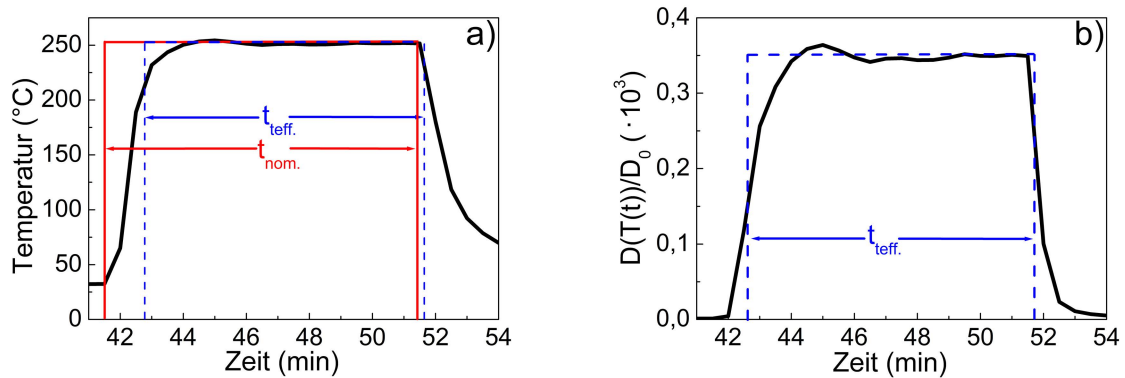 a)
Temperatur (°C)
300
250
200
150
100
50
0
t_teff.
t_nom.
42 44 46 48 50 52 54
Zeit (min)
b)
D(T(t))/D_0 (·10^3)
0,4
0,3
0,2
0,1
0,0
t_teff.
42 44 46 48 50 52 54
Zeit (min)